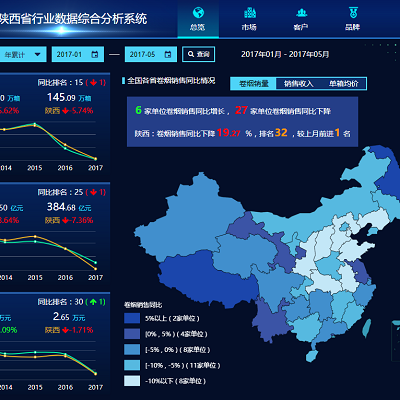 陕西省行业数据综合分析系统
总览
市场
客户
品牌
年累计
2017-01
—
2017-05
查询
2017年01月 - 2017年05月
同比排名：15 (1)
万箱
145.09 万箱
陕西 -5.74%
2014 2015 2016 2017
同比排名：25 (1)
亿元
384.68 亿元
陕西 -7.36%
2014 2015 2016 2017
同比排名：30 (1)
万元
2.65 万元
.09%
陕西 -1.71%
2014 2015 2016 2017
全国各省卷烟销售同比情况
卷烟销量
销售收入
单箱均价
6 家单位卷烟销售同比增长，27 家单位卷烟销售同比下降
陕西：卷烟销售同比下降 19.27 %，排名 32，较上月前进 1 名
卷烟销售同比
5%以上 ( 2家单位 )
[0%, 5%) ( 4家单位 )
[-5%, 0%) ( 8家单位 )
[-10%, -5%) ( 11家单位 )
-10%以下 ( 8家单位 )